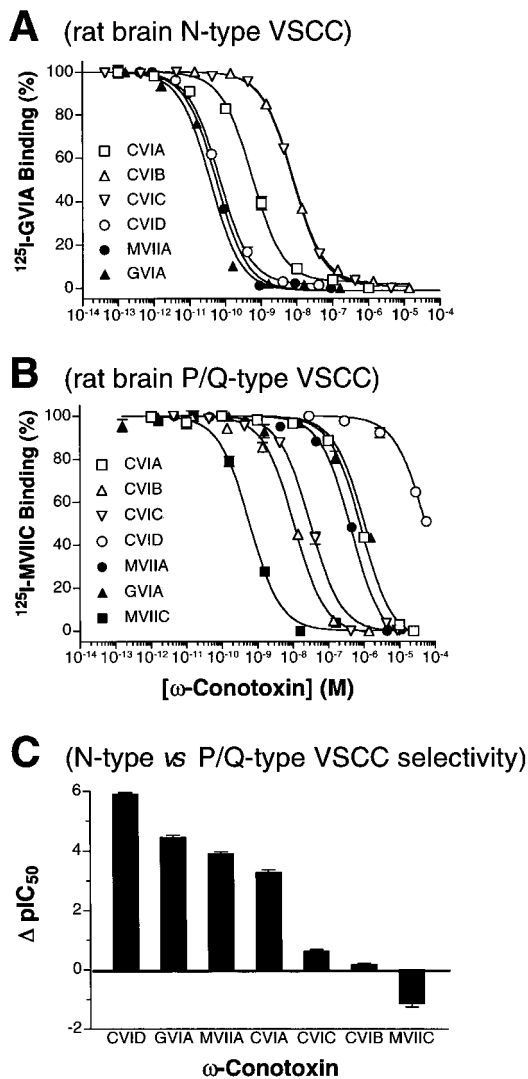 A (rat brain N-type VSCC)
¹²⁵I-GVIA Binding (%)
100
80
60
40
20
0
CVIA
CVIB
CVIC
CVID
MVIIA
GVIA
10⁻¹⁴ 10⁻¹³ 10⁻¹² 10⁻¹¹ 10⁻¹⁰ 10⁻⁹ 10⁻⁸ 10⁻⁷ 10⁻⁶ 10⁻⁵ 10⁻⁴
B (rat brain P/Q-type VSCC)
¹²⁵I-MVIIC Binding (%)
100
80
60
40
20
0
CVIA
CVIB
CVIC
CVID
MVIIA
GVIA
MVIIC
10⁻¹⁴ 10⁻¹³ 10⁻¹² 10⁻¹¹ 10⁻¹⁰ 10⁻⁹ 10⁻⁸ 10⁻⁷ 10⁻⁶ 10⁻⁵ 10⁻⁴
[ω-Conotoxin] (M)
C (N-type vs P/Q-type VSCC selectivity)
Δ pIC₅₀
6
4
2
0
-2
CVID GVIA MVIIA CVIA CVIC CVIB MVIIC
ω-Conotoxin